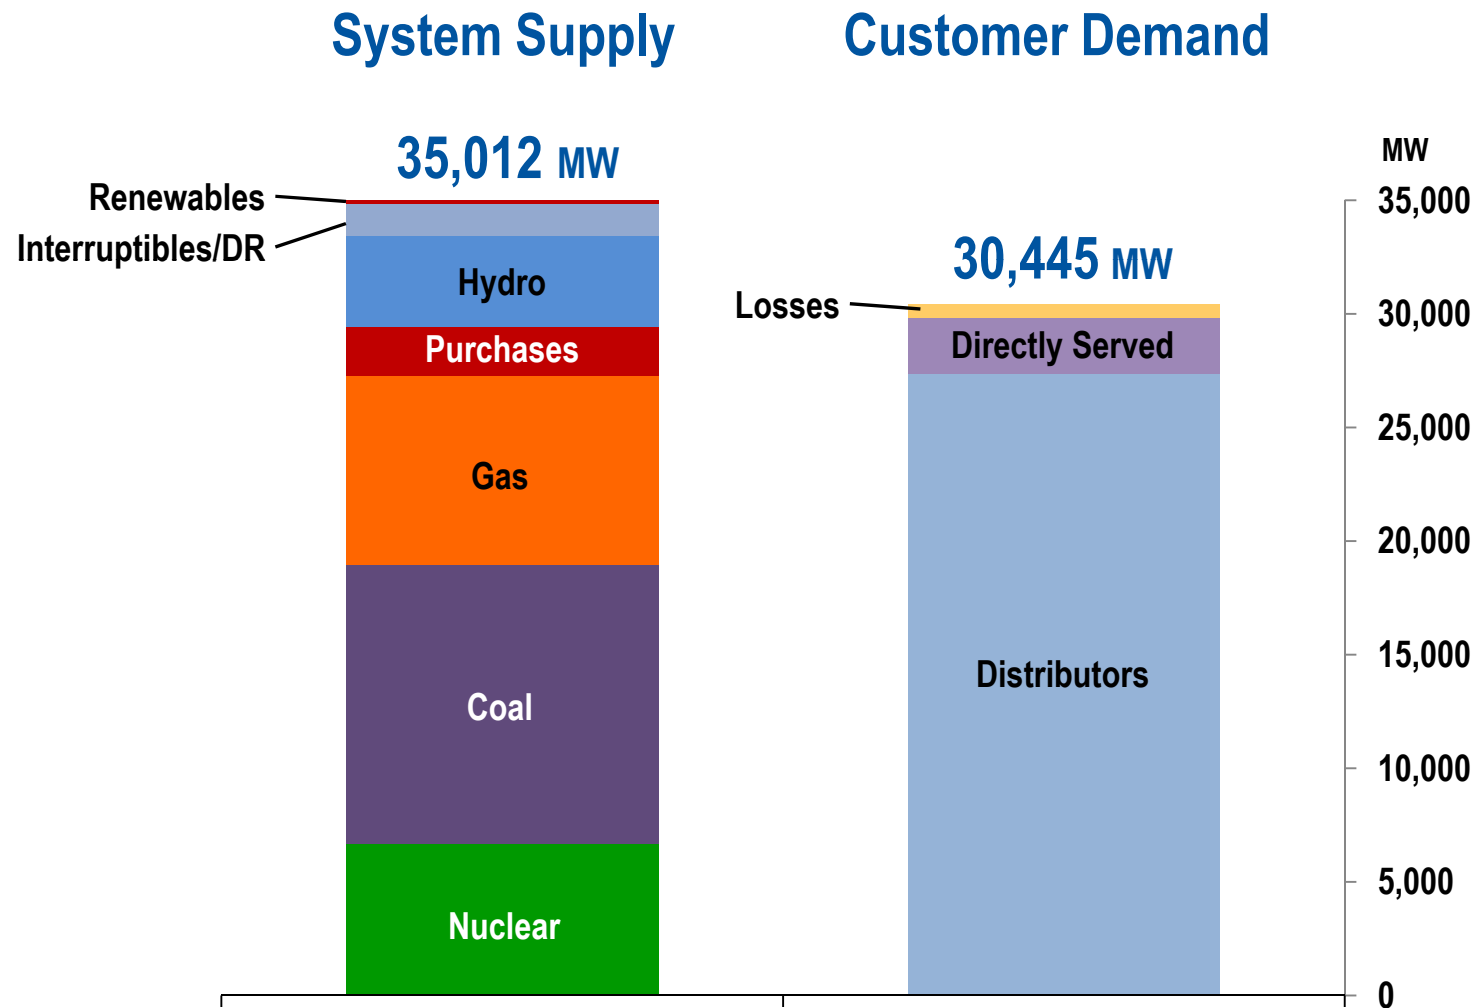 System Supply
Customer Demand
35,012 MW
30,445 MW
Renewables
Interruptibles/DR
Hydro
Purchases
Gas
Coal
Nuclear
Losses
Directly Served
Distributors
MW
35,000
30,000
25,000
20,000
15,000
10,000
5,000
0